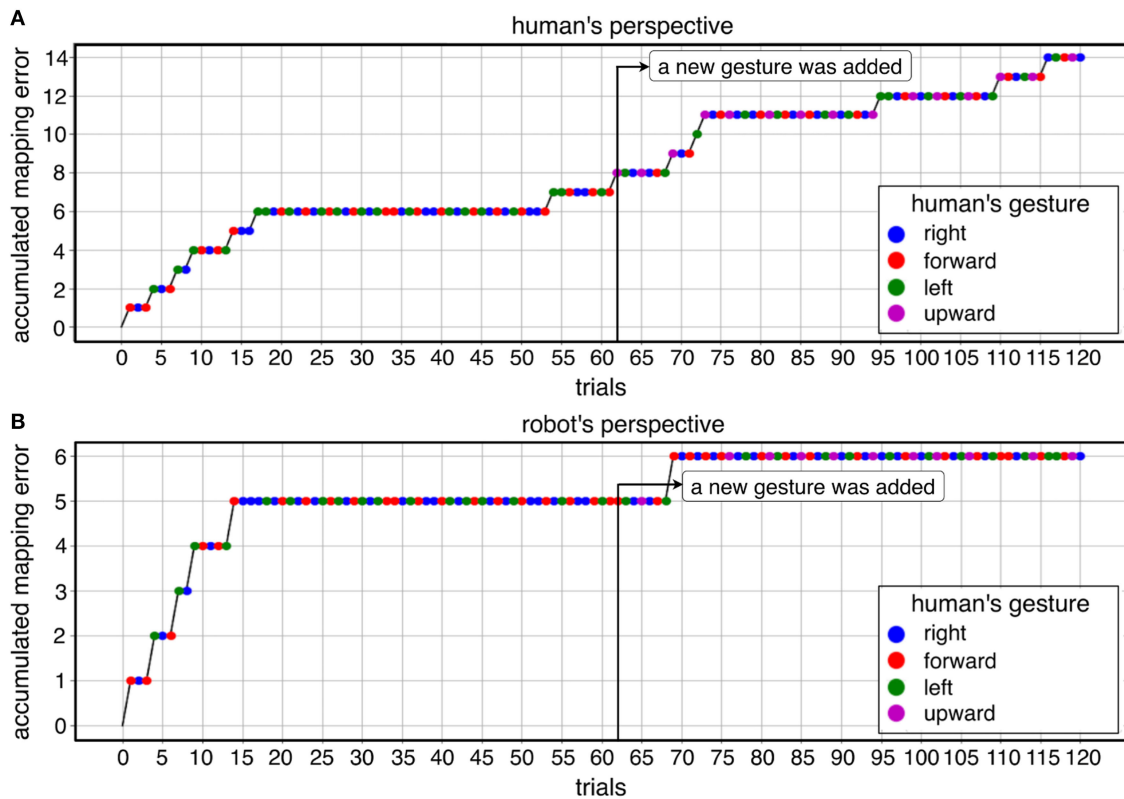 A
human's perspective
accumulated mapping error
14
12
10
8
6
4
2
0
a new gesture was added
human's gesture
right
forward
left
upward
0 5 10 15 20 25 30 35 40 45 50 55 60 65 70 75 80 85 90 95 100 105 110 115 120
trials
B
robot's perspective
accumulated mapping error
6
5
4
3
2
1
0
a new gesture was added
human's gesture
right
forward
left
upward
0 5 10 15 20 25 30 35 40 45 50 55 60 65 70 75 80 85 90 95 100 105 110 115 120
trials